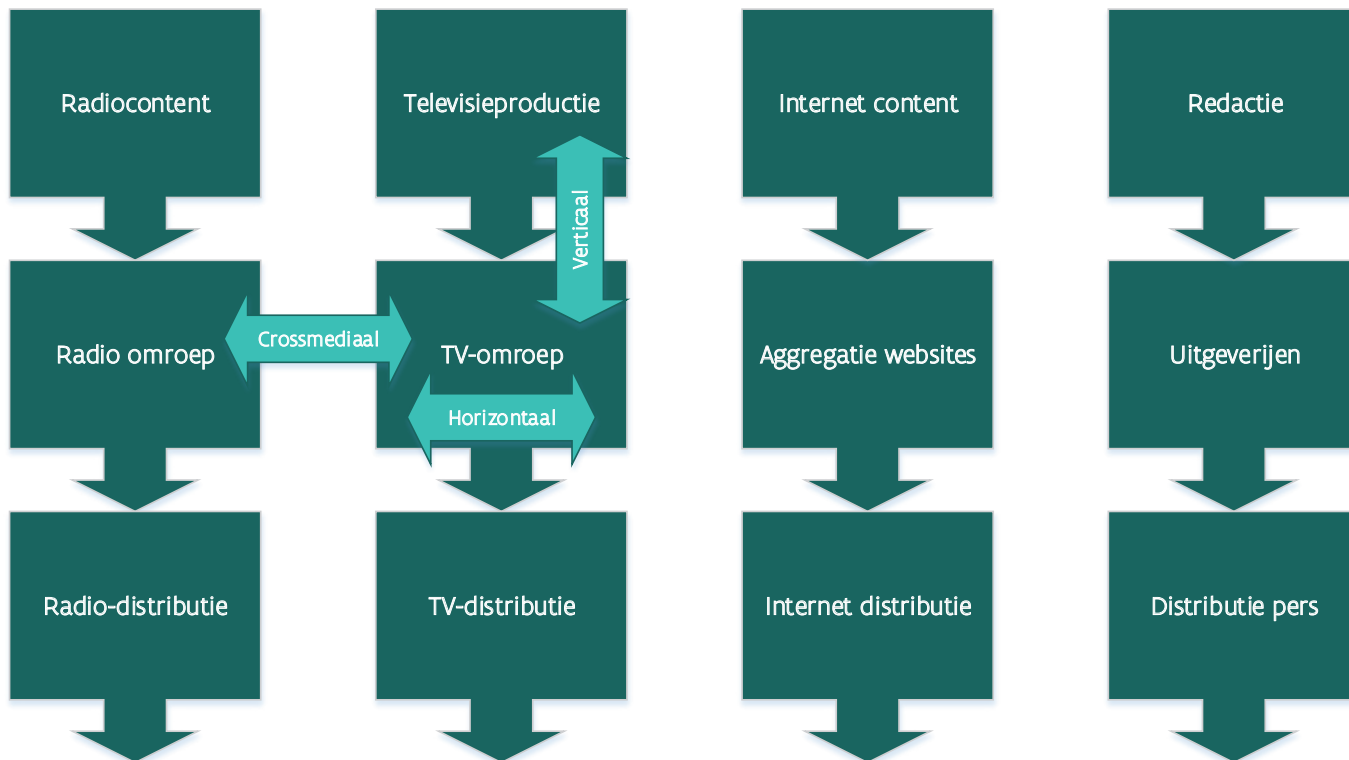 Radiocontent
Televisieproductie
Internet content
Redactie
Verticaal
Radio omroep
Crossmediaal
TV-omroep
Horizontaal
Aggregatie websites
Uitgeverijen
Radio-distributie
TV-distributie
Internet distributie
Distributie pers